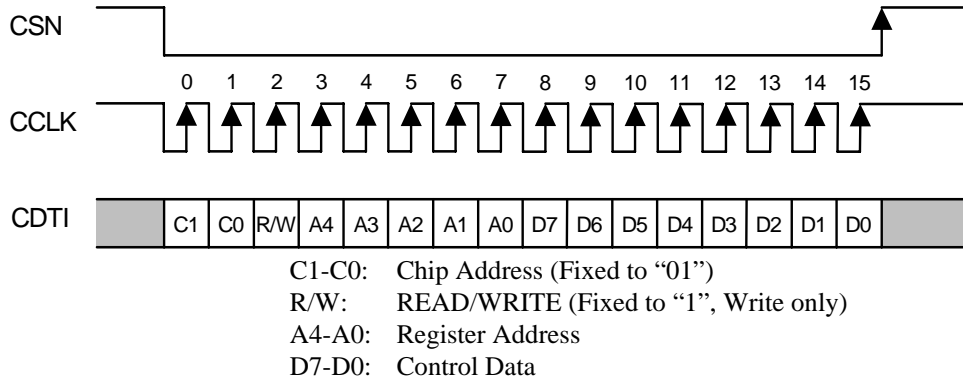 CSN
0 1 2 3 4 5 6 7 8 9 10 11 12 13 14 15
CCLK
CDTI C1 C0 R/W A4 A3 A2 A1 A0 D7 D6 D5 D4 D3 D2 D1 D0
C1-C0: Chip Address (Fixed to “01”)
R/W: READ/WRITE (Fixed to “1”, Write only)
A4-A0: Register Address
D7-D0: Control Data